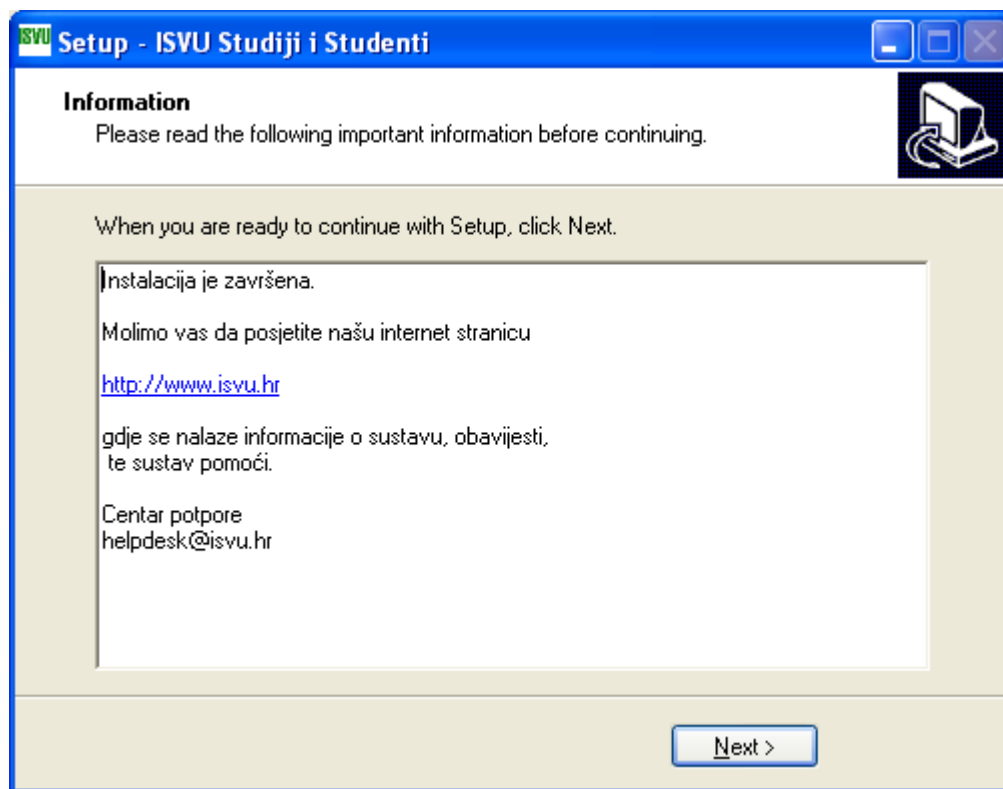 ISVU Setup - ISVU Studiji i Studenti
Information
Please read the following important information before continuing.
When you are ready to continue with Setup, click Next.
Instalacija je završena.
Molimo vas da posjetite našu internet stranicu
http://www.isvu.hr
gdje se nalaze informacije o sustavu, obavijesti,
te sustav pomoći.
Centar potpore
helpdesk@isvu.hr
Next >